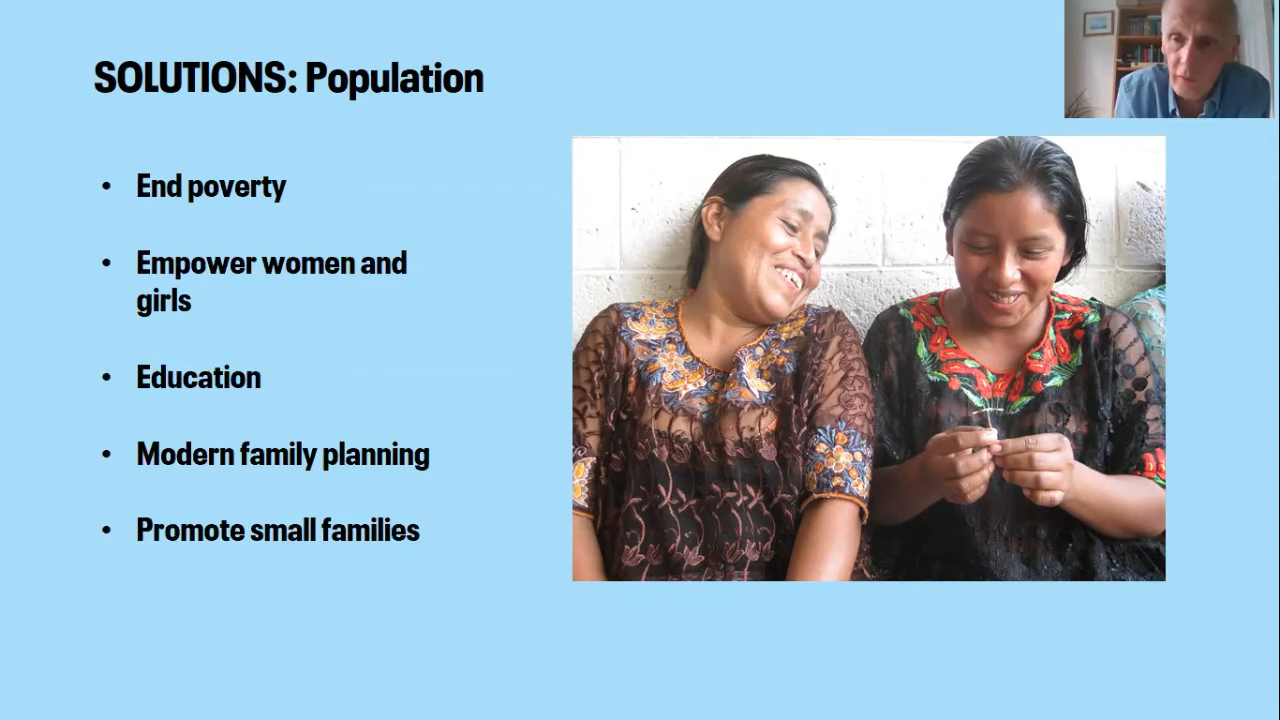 SOLUTIONS: Population
• End poverty
• Empower women and
girls
• Education
• Modern family planning
• Promote small families